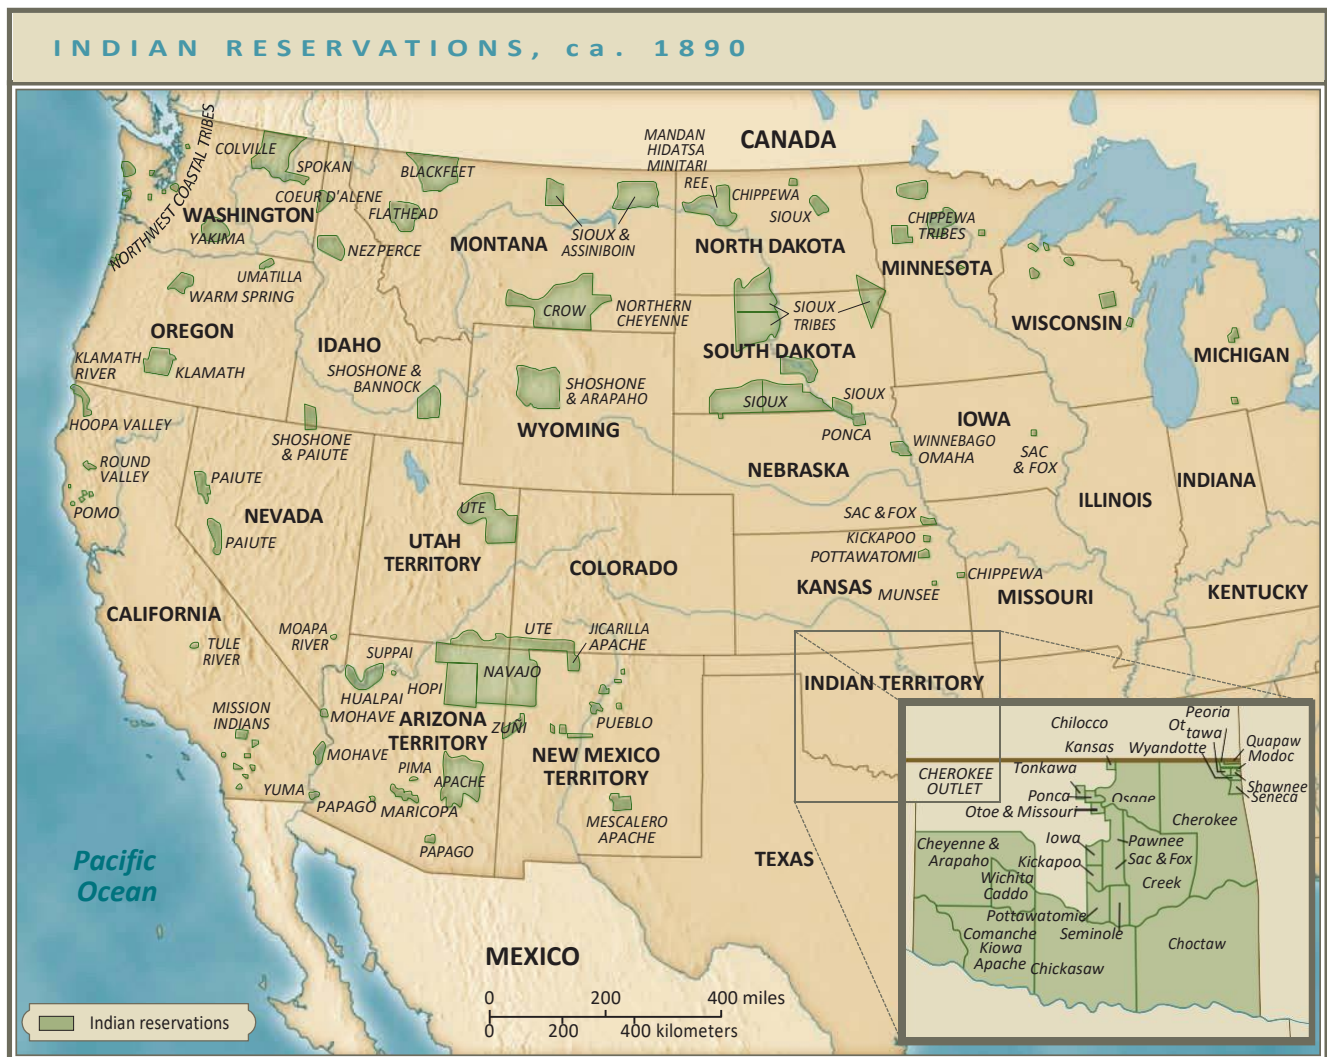 INDIAN RESERVATIONS, ca. 1890
NORTHWEST COASTAL TRIBES
COLVILLE
SPOKAN
COEUR D'ALENE
WASHINGTON
YAKIMA
BLACKFEET
FLATHEAD
NEZ PERCE
MONTANA
SIOUX &
ASSINIBOIN
MANDAN
HIDATSA
MINITARI
REE
CANADA
CHIPPEWA
SIOUX
NORTH DAKOTA
CHIPPEWA
TRIBES
MINNESOTA
UMATILLA
WARM SPRING
OREGON
CROW
NORTHERN
CHEYENNE
SIOUX
TRIBES
WISCONSIN
MICHIGAN
KLAMATH
RIVER
KLAMATH
IDAHO
SHOSHONE &
BANNOCK
SHOSHONE
& ARAPAHO
WYOMING
SOUTH DAKOTA
SIOUX
SIOUX
PONCA
IOWA
WINNEBAGO
OMAHA
SAC
& FOX
HOOPA VALLEY
SHOSHONE
& PAIUTE
ROUND
VALLEY
POMO
PAIUTE
NEVADA
PAIUTE
UTE
UTAH
TERRITORY
NEBRASKA
ILLINOIS
INDIANA
SAC & FOX
KICKAPOO
POTTAWATOMI
COLORADO
KANSAS
MUNSEE
CHIPPEWA
MISSOURI
KENTUCKY
CALIFORNIA
TULE
RIVER
MOAPA
RIVER
SUPPAI
UTE
JICARILLA
APACHE
HUALPAI
HOPI
NAVAJO
MOHAVE
ARIZONA
TERRITORY
ZUÑI
PUEBLO
INDIAN TERRITORY
MISSION
INDIANS
MOHAVE
PIMA
APACHE
NEW MEXICO
TERRITORY
YUMA
PAPAGO
MARICOPA
PAPAGO
MESCALERO
APACHE
TEXAS
Pacific
Ocean
MEXICO
0 200 400 miles
0 200 400 kilometers
Indian reservations
Chilocco
Peoria
Ottawa
Kansas
Wyandotte
Quapaw
Modoc
Tonkawa
CHEROKEE
OUTLET
Shawnee
Seneca
Ponca
Osage
Otoe & Missouri
Cherokee
Cheyenne &
Arapaho
Iowa
Pawnee
Kickapoo
Sac & Fox
Wichita
Caddo
Creek
Pottawatomie
Seminole
Comanche
Kiowa
Apache
Chickasaw
Choctaw